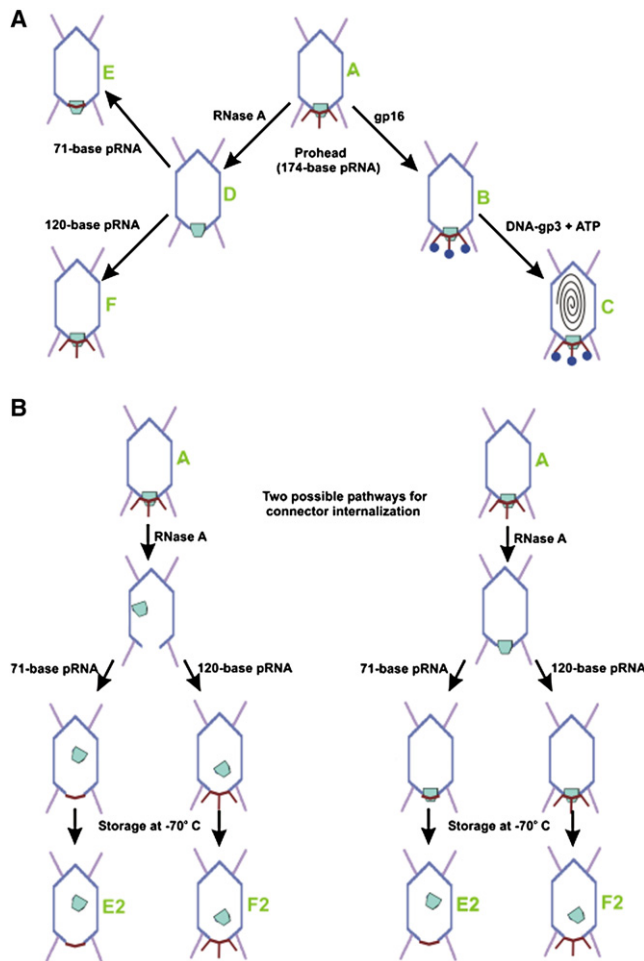 A
E
A
RNase A
gp16
71-base pRNA
Prohead
(174-base pRNA)
D
B
120-base pRNA
DNA-gp3 + ATP
F
C
B
A
A
Two possible pathways for
connector internalization
RNase A
RNase A
71-base pRNA
120-base pRNA
71-base pRNA
120-base pRNA
Storage at -70° C
Storage at -70° C
E2
F2
E2
F2